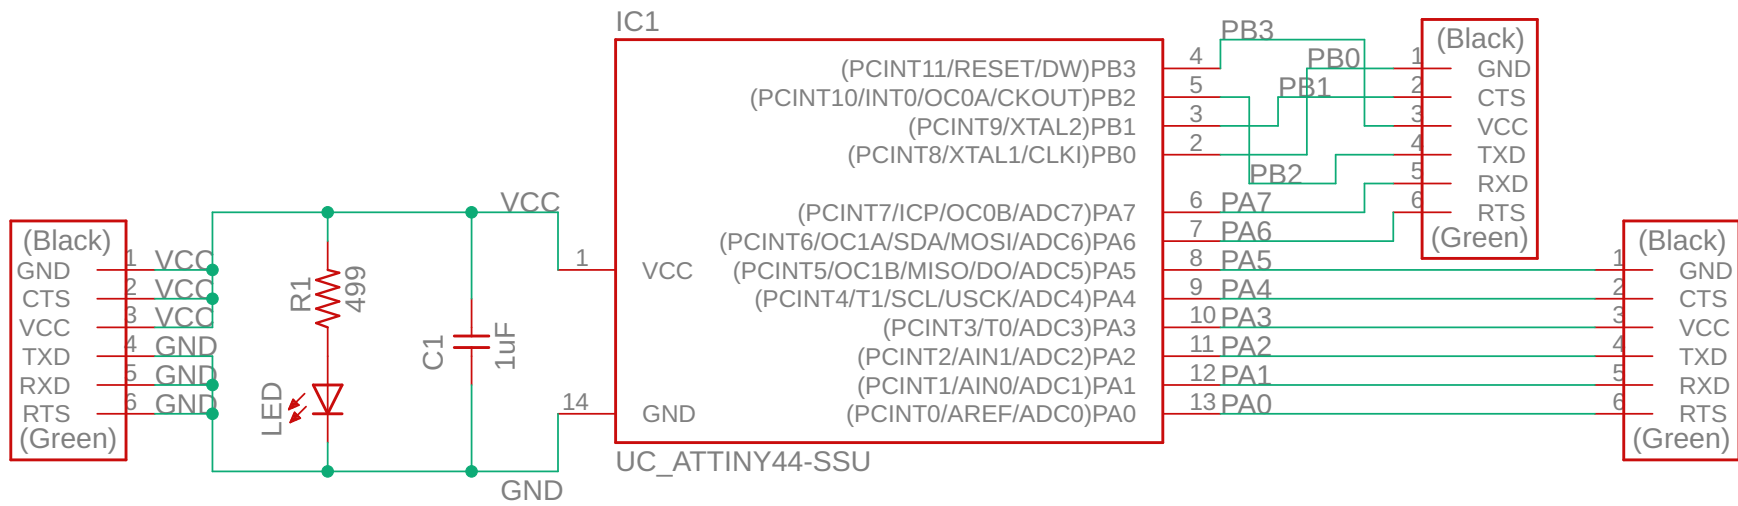 IC1
(PCINT11/RESET/DW)PB3
(PCINT10/INT0/OC0A/CKOUT)PB2
(PCINT9/XTAL2)PB1
(PCINT8/XTAL1/CLKI)PB0
(PCINT7/ICP/OC0B/ADC7)PA7
(PCINT6/OC1A/SDA/MOSI/ADC6)PA6
(PCINT5/OC1B/MISO/DO/ADC5)PA5
(PCINT4/T1/SCL/USCK/ADC4)PA4
(PCINT3/T0/ADC3)PA3
(PCINT2/AIN1/ADC2)PA2
(PCINT1/AIN0/ADC1)PA1
(PCINT0/AREF/ADC0)PA0
VCC
GND
UC_ATTINY44-SSU
1
14
VCC
GND
4 PB3
5
3
2
PB0
PB1
PB2
6 PA7
7 PA6
8 PA5
9 PA4
10 PA3
11 PA2
12 PA1
13 PA0
(Black)
1 GND
2 CTS
3 VCC
4 TXD
5 RXD
6 RTS
(Green)
(Black)
1 GND
2 CTS
3 VCC
4 TXD
5 RXD
6 RTS
(Green)
(Black)
GND 1 VCC
CTS 2 VCC
VCC 3 VCC
TXD 4 GND
RXD 5 GND
RTS 6 GND
(Green)
R1
499
LED
C1
1uF